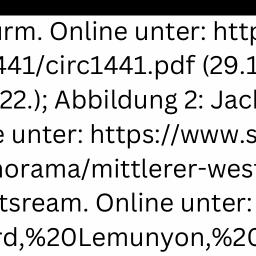 urm. Online unter: http
441/circ1441.pdf (29.1
22.); Abbildung 2: Jack
e unter: https://www.s
norama/mittlerer-west
tsream. Online unter:
rd,%20Lemunyon,%20